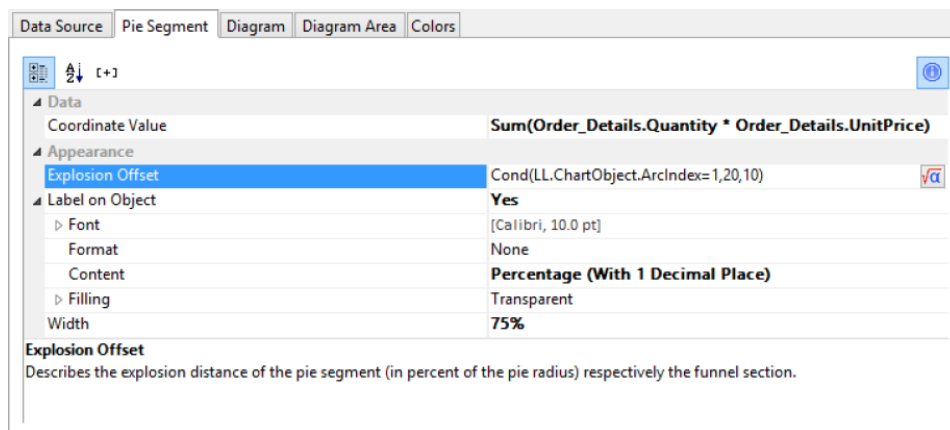 Data Source Pie Segment Diagram Diagram Area Colors
A Z [+]
Data
Coordinate Value Sum(Order_Details.Quantity * Order_Details.UnitPrice)
Appearance
Explosion Offset Cond(LL.ChartObject.ArcIndex=1,20,10) √α
Label on Object Yes
Font [Calibri, 10.0 pt]
Format None
Content Percentage (With 1 Decimal Place)
Filling Transparent
Width 75%
Explosion Offset
Describes the explosion distance of the pie segment (in percent of the pie radius) respectively the funnel section.